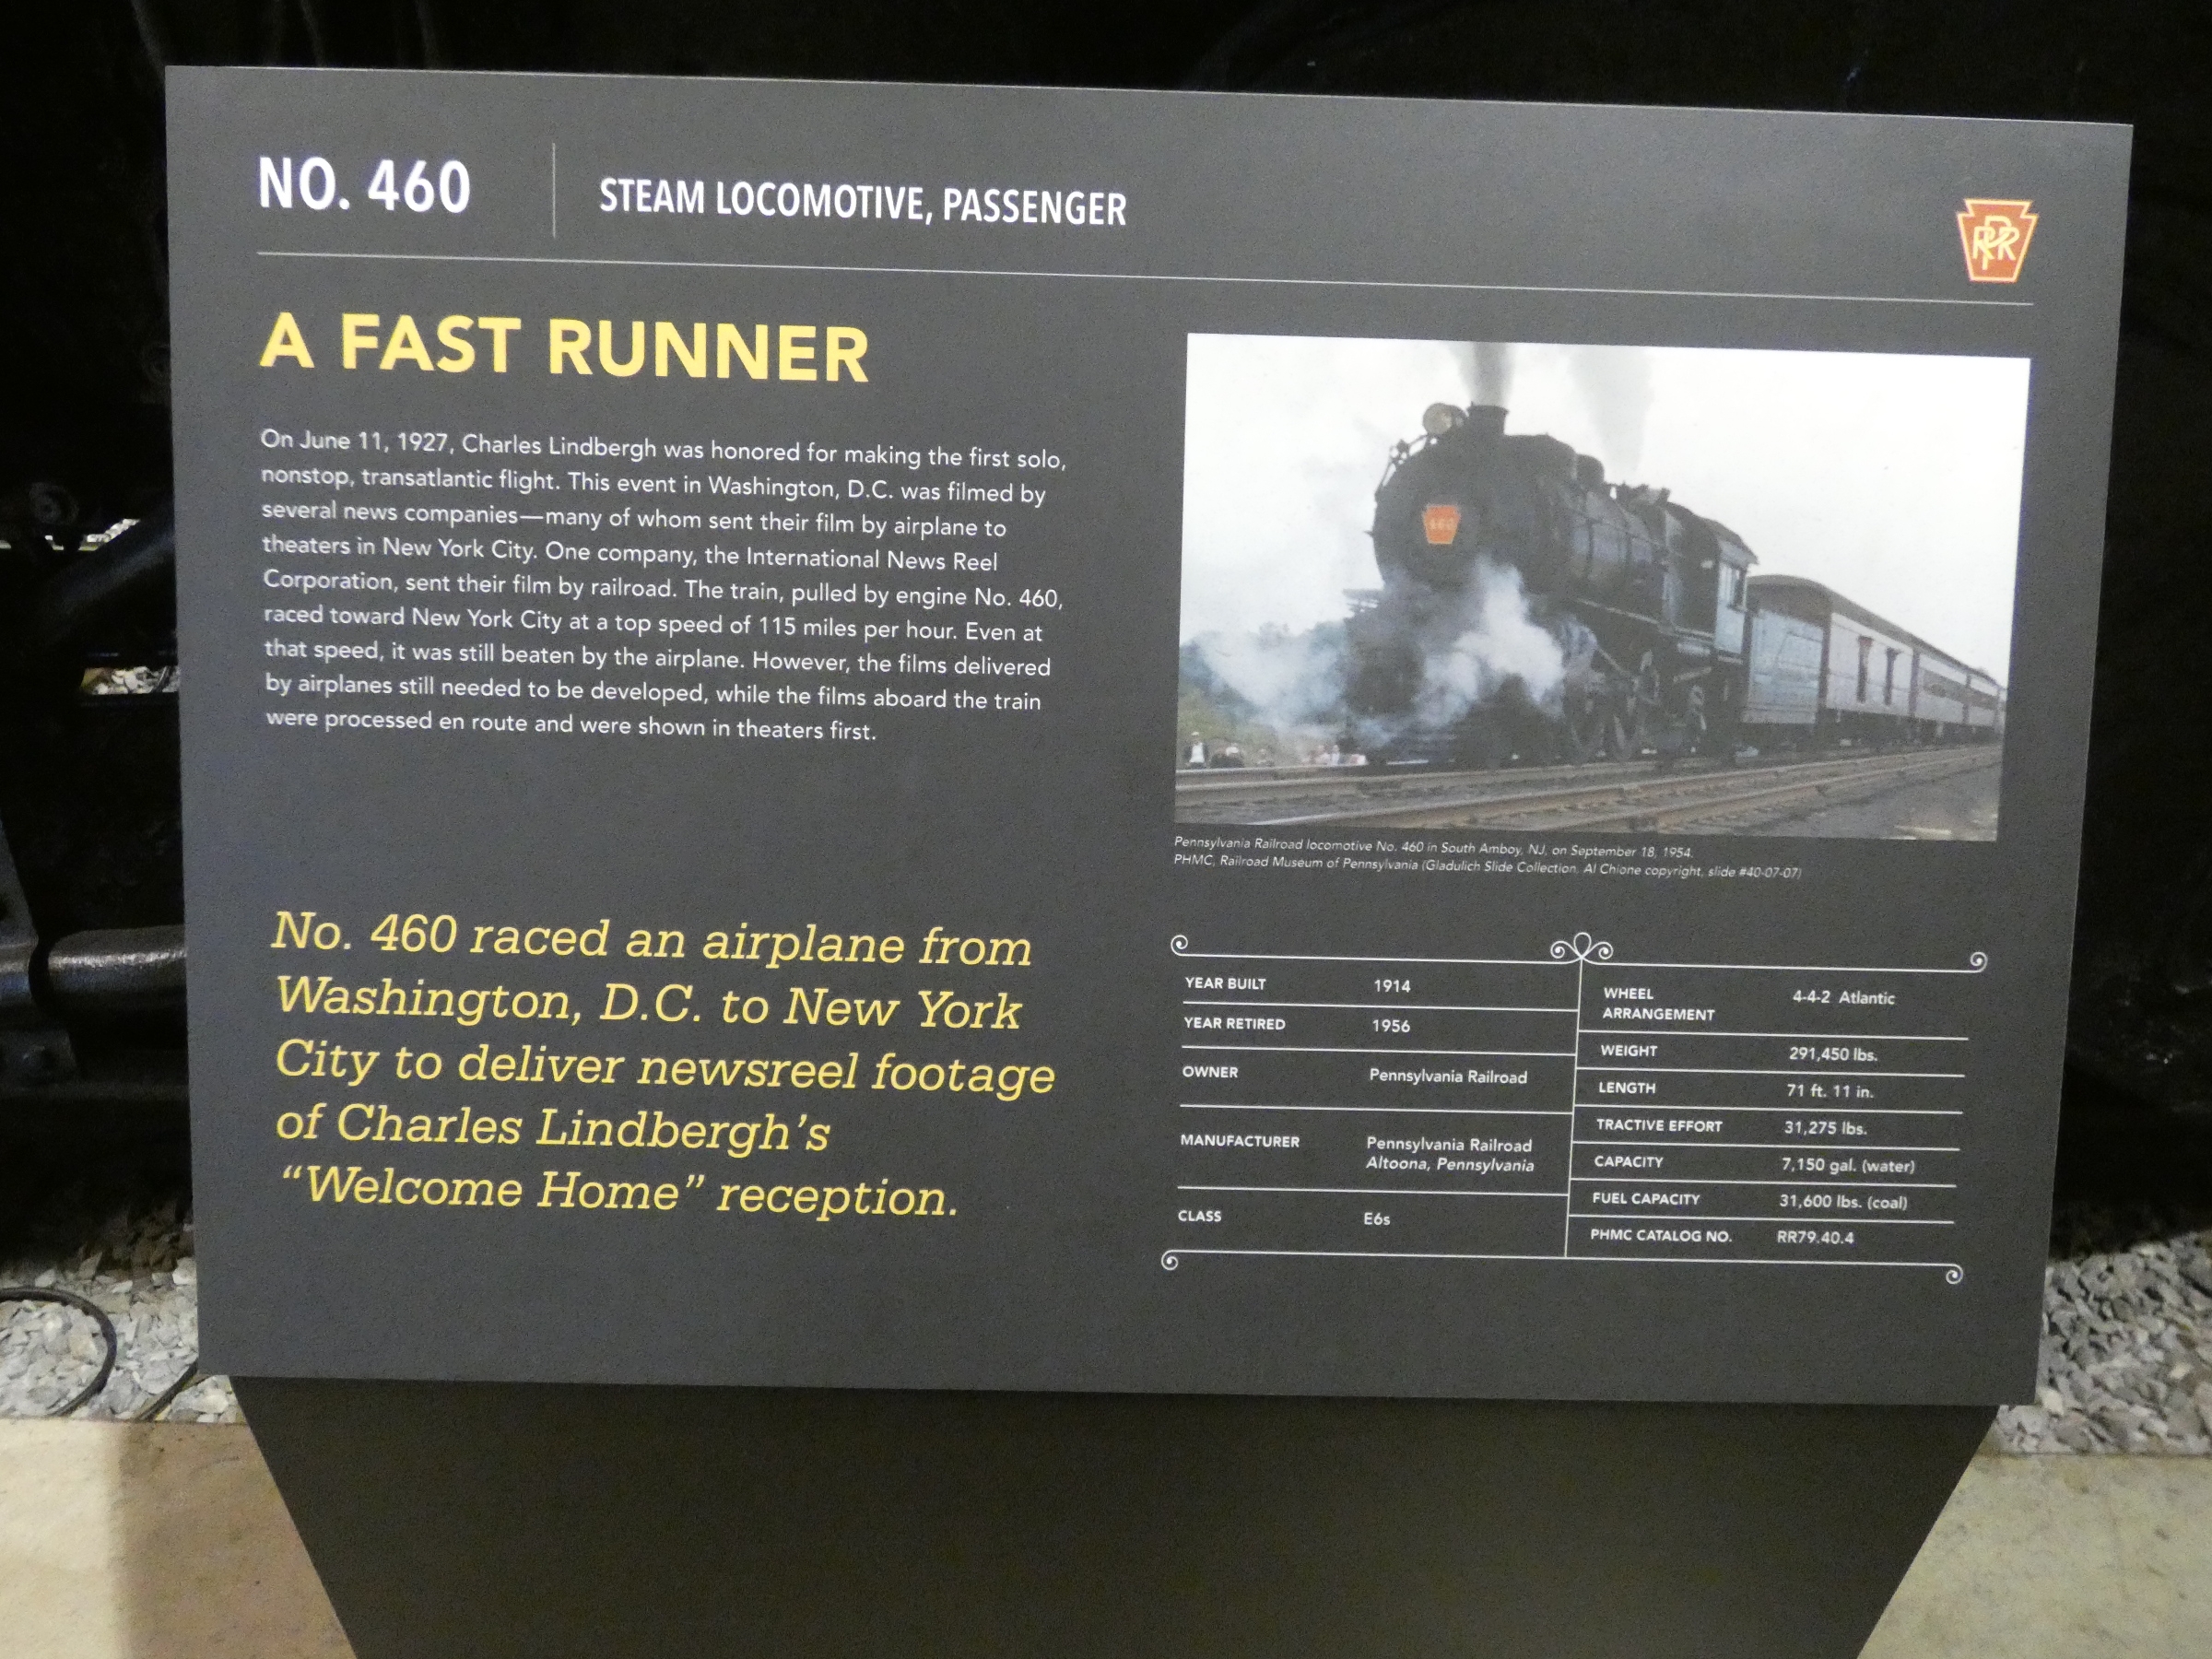 NO. 460
STEAM LOCOMOTIVE, PASSENGER
PRR
A FAST RUNNER
On June 11, 1927, Charles Lindbergh was honored for making the first solo,
nonstop, transatlantic flight. This event in Washington, D.C. was filmed by
several news companies—many of whom sent their film by airplane to
theaters in New York City. One company, the International News Reel
Corporation, sent their film by railroad. The train, pulled by engine No. 460,
raced toward New York City at a top speed of 115 miles per hour. Even at
that speed, it was still beaten by the airplane. However, the films delivered
by airplanes still needed to be developed, while the films aboard the train
were processed en route and were shown in theaters first.
No. 460 raced an airplane from
Washington, D.C. to New York
City to deliver newsreel footage
of Charles Lindbergh's
“Welcome Home” reception.
460
Pennsylvania Railroad locomotive No. 460 in South Amboy, NJ, on September 18, 1954.
PHMC, Railroad Museum of Pennsylvania (Gladulich Slide Collection, Al Chione copyright, slide #40-07-07)
YEAR BUILT 1914
YEAR RETIRED 1956
OWNER Pennsylvania Railroad
MANUFACTURER Pennsylvania Railroad
Altoona, Pennsylvania
CLASS E6s
WHEEL
ARRANGEMENT 4-4-2 Atlantic
WEIGHT 291,450 lbs.
LENGTH 71 ft. 11 in.
TRACTIVE EFFORT 31,275 lbs.
CAPACITY 7,150 gal. (water)
FUEL CAPACITY 31,600 lbs. (coal)
PHMC CATALOG NO. RR79.40.4